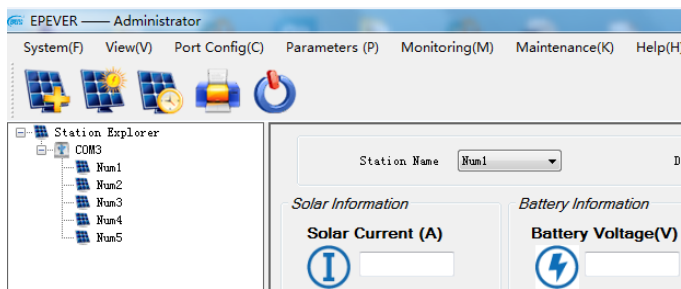 EPEVER —— Administrator
System(F) View(V) Port Config(C) Parameters (P) Monitoring(M) Maintenance(K) Help(H
Station Explorer
COM3
Num1
Num2
Num3
Num4
Num5
Station Name Num1 D
Solar Information Battery Information
Solar Current (A) Battery Voltage(V)